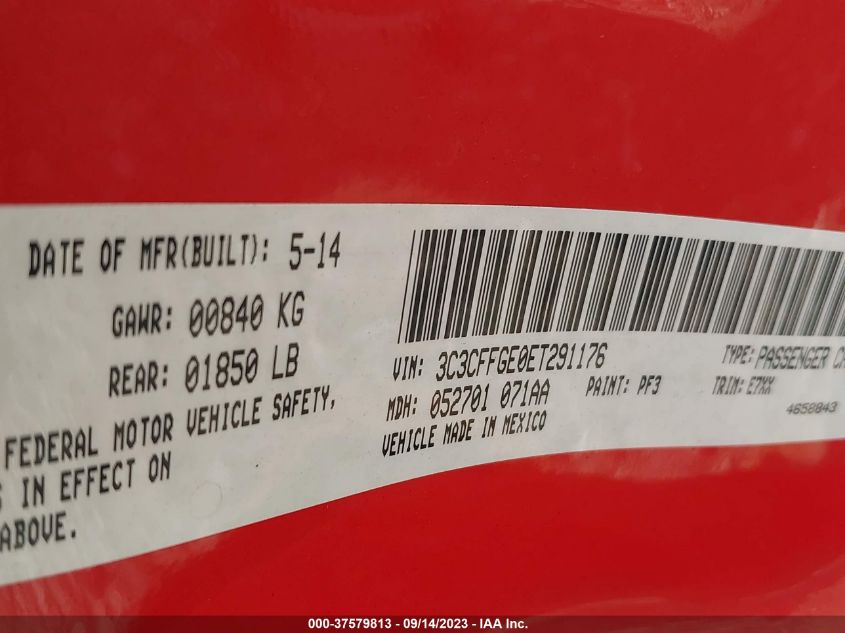 DATE OF MFR(BUILT): 5-14
GAWR: 00840 KG
REAR: 01850 LB
FEDERAL MOTOR VEHICLE SAFETY,
IN EFFECT ON
ABOVE.
VIN: 3C3CFFGE0ET291176
TYPE: PASSENGER
MDH: 052701 071AA
PAINT: PF3
TRIM: E7XX
VEHICLE MADE IN MEXICO
4658843
000-37579813 - 09/14/2023 - IAA Inc.